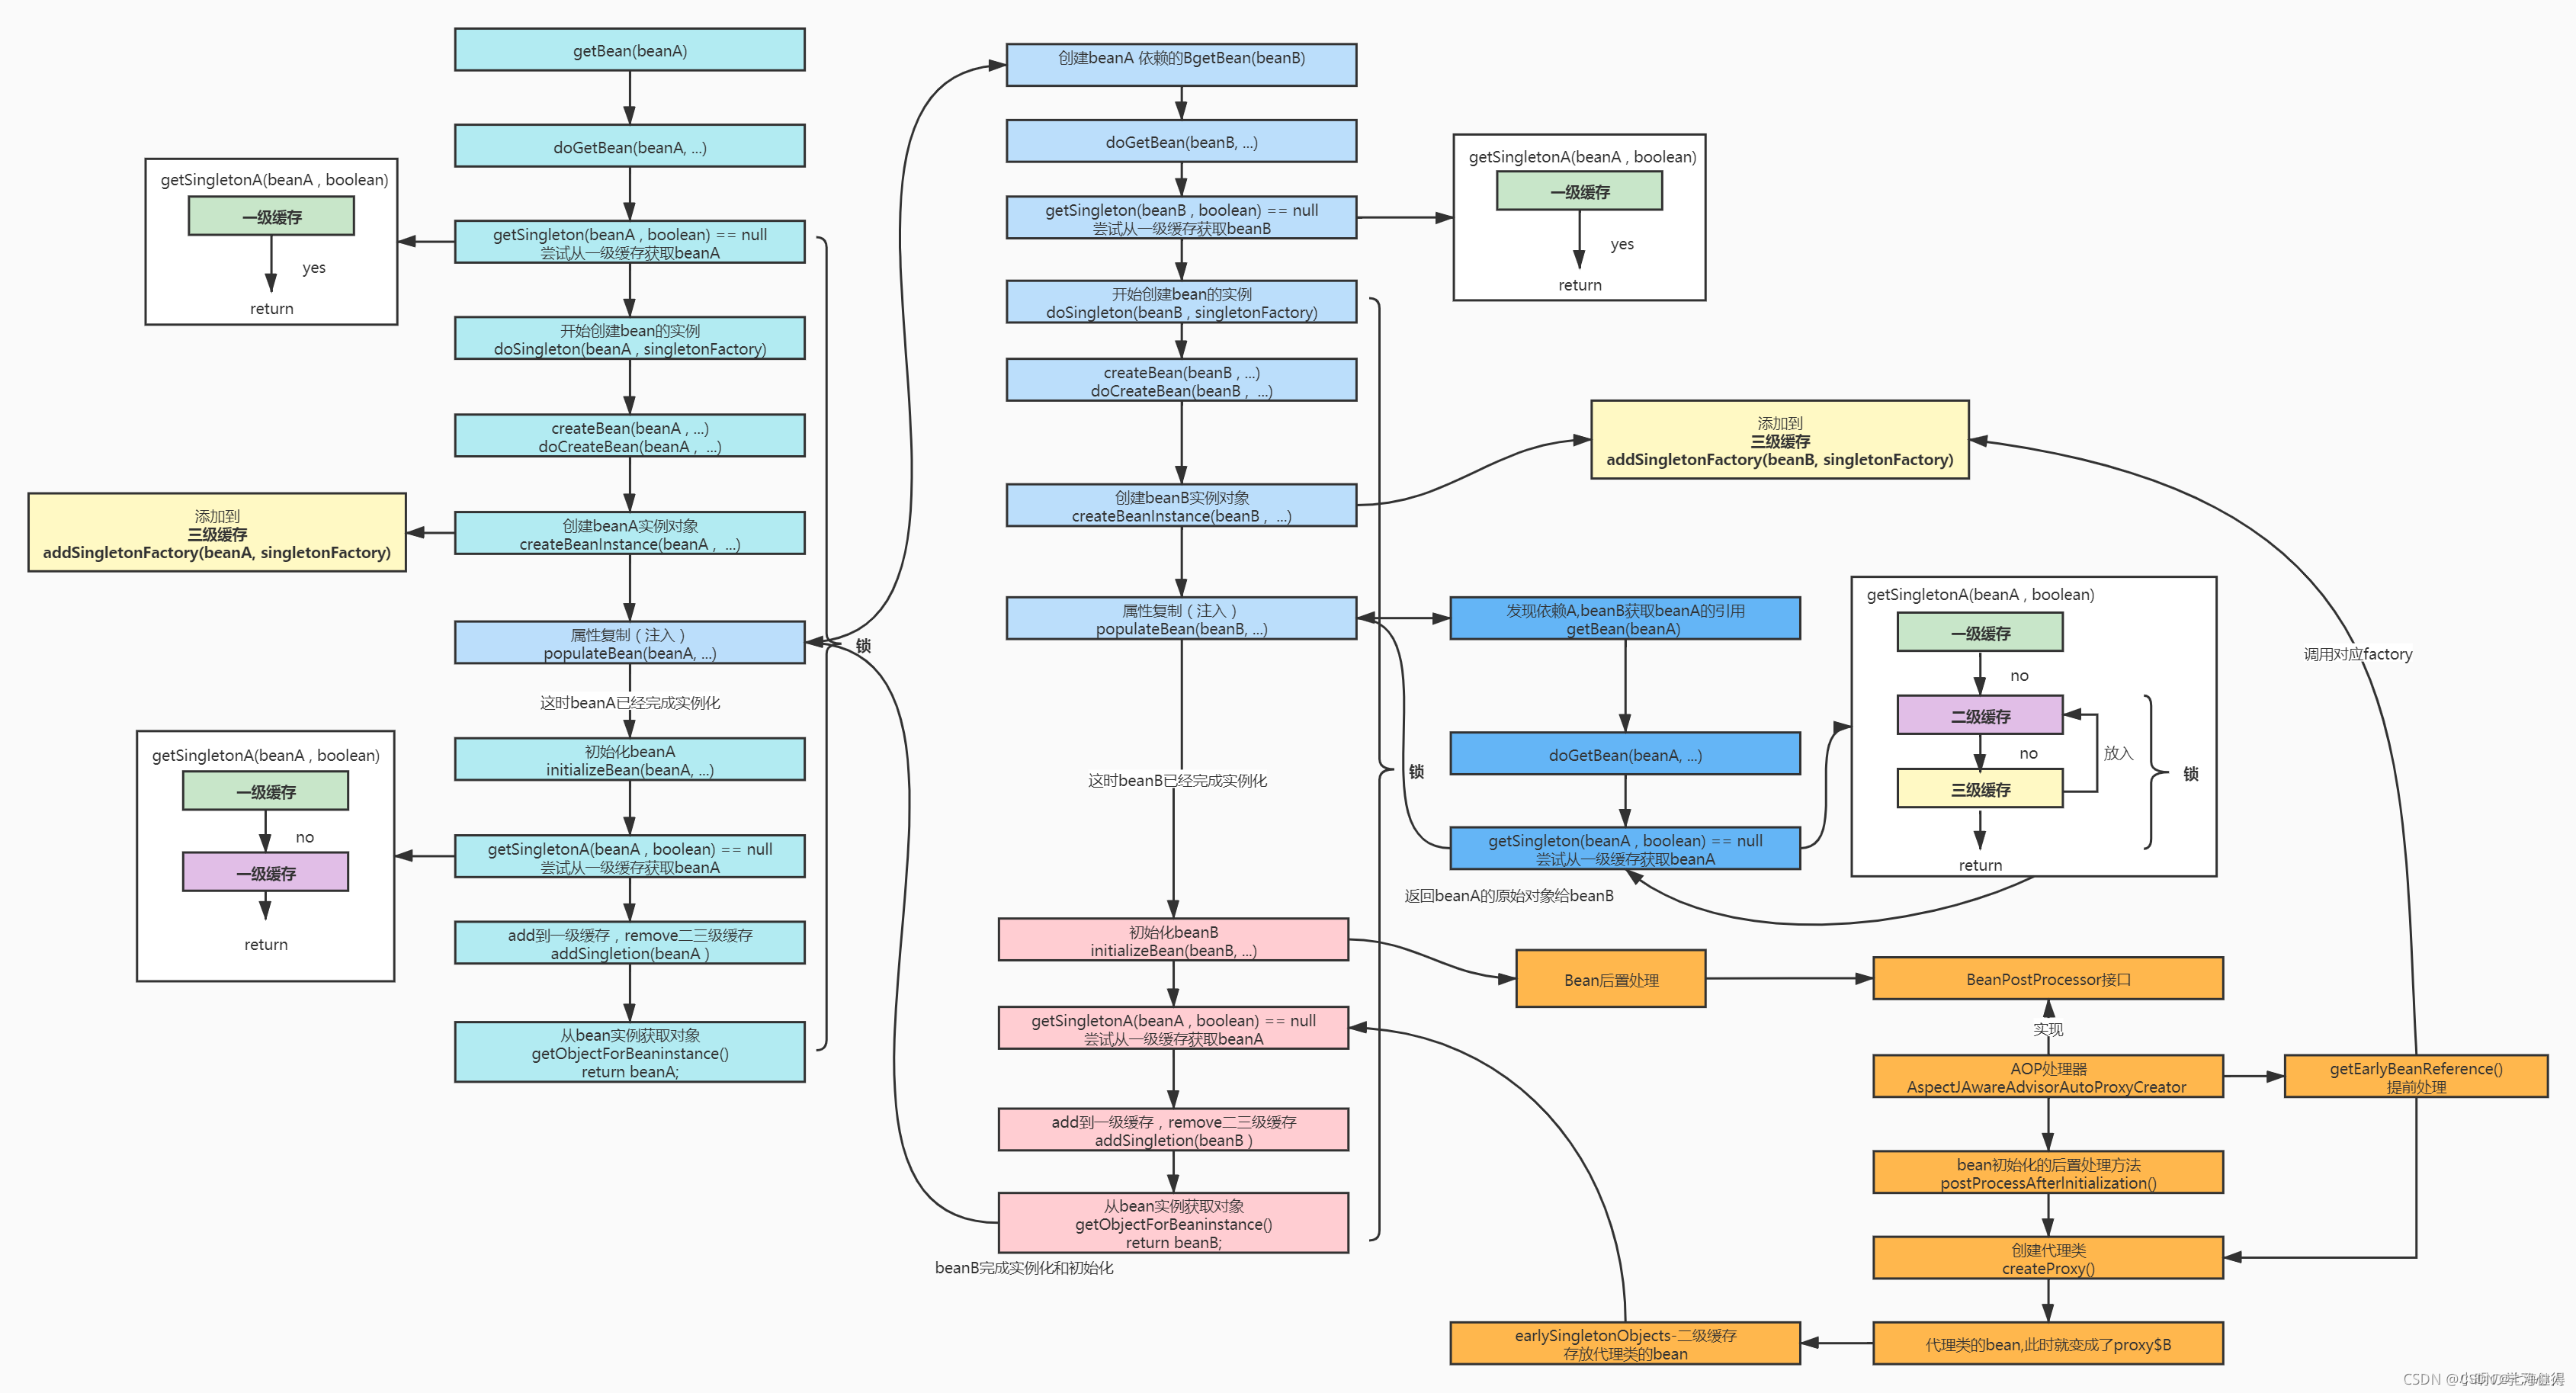 getBean(beanA)
doGetBean(beanA, ...)
getSingletonA(beanA , boolean)
一级缓存
yes
return
getSingleton(beanA , boolean) == null
尝试从一级缓存获取beanA
开始创建bean的实例
doSingleton(beanA , singletonFactory)
createBean(beanA , ...)
doCreateBean(beanA ,  ...)
添加到
三级缓存
addSingletonFactory(beanA, singletonFactory)
创建beanA实例对象
createBeanInstance(beanA ,  ...)
属性复制（注入）
populateBean(beanA, ...)
锁
这时beanA已经完成实例化
初始化beanA
initializeBean(beanA, ...)
getSingletonA(beanA , boolean)
一级缓存
no
一级缓存
return
getSingletonA(beanA , boolean) == null
尝试从一级缓存获取beanA
add到一级缓存，remove二三级缓存
addSingletion(beanA )
从bean实例获取对象
getObjectForBeaninstance()
return beanA;
创建beanA 依赖的BgetBean(beanB)
doGetBean(beanB, ...)
getSingleton(beanB , boolean) == null
尝试从一级缓存获取beanB
getSingletonA(beanA , boolean)
一级缓存
yes
return
开始创建bean的实例
doSingleton(beanB , singletonFactory)
createBean(beanB , ...)
doCreateBean(beanB ,  ...)
添加到
三级缓存
addSingletonFactory(beanB, singletonFactory)
创建beanB实例对象
createBeanInstance(beanB ,  ...)
属性复制（注入）
populateBean(beanB, ...)
发现依赖A,beanB获取beanA的引用
getBean(beanA)
doGetBean(beanA, ...)
getSingleton(beanA , boolean) == null
尝试从一级缓存获取beanA
返回beanA的原始对象给beanB
getSingletonA(beanA , boolean)
一级缓存
no
二级缓存
no
放入
三级缓存
锁
return
调用对应factory
这时beanB已经完成实例化
锁
初始化beanB
initializeBean(beanB, ...)
getSingletonA(beanA , boolean) == null
尝试从一级缓存获取beanA
add到一级缓存，remove二三级缓存
addSingletion(beanB )
从bean实例获取对象
getObjectForBeaninstance()
return beanB;
beanB完成实例化和初始化
Bean后置处理
BeanPostProcessor接口
实现
AOP处理器
AspectJAwareAdvisorAutoProxyCreator
getEarlyBeanReference()
提前处理
bean初始化的后置处理方法
postProcessAfterInitialization()
创建代理类
createProxy()
代理类的bean,此时就变成了proxy$B
earlySingletonObjects-二级缓存
存放代理类的bean
CSDN